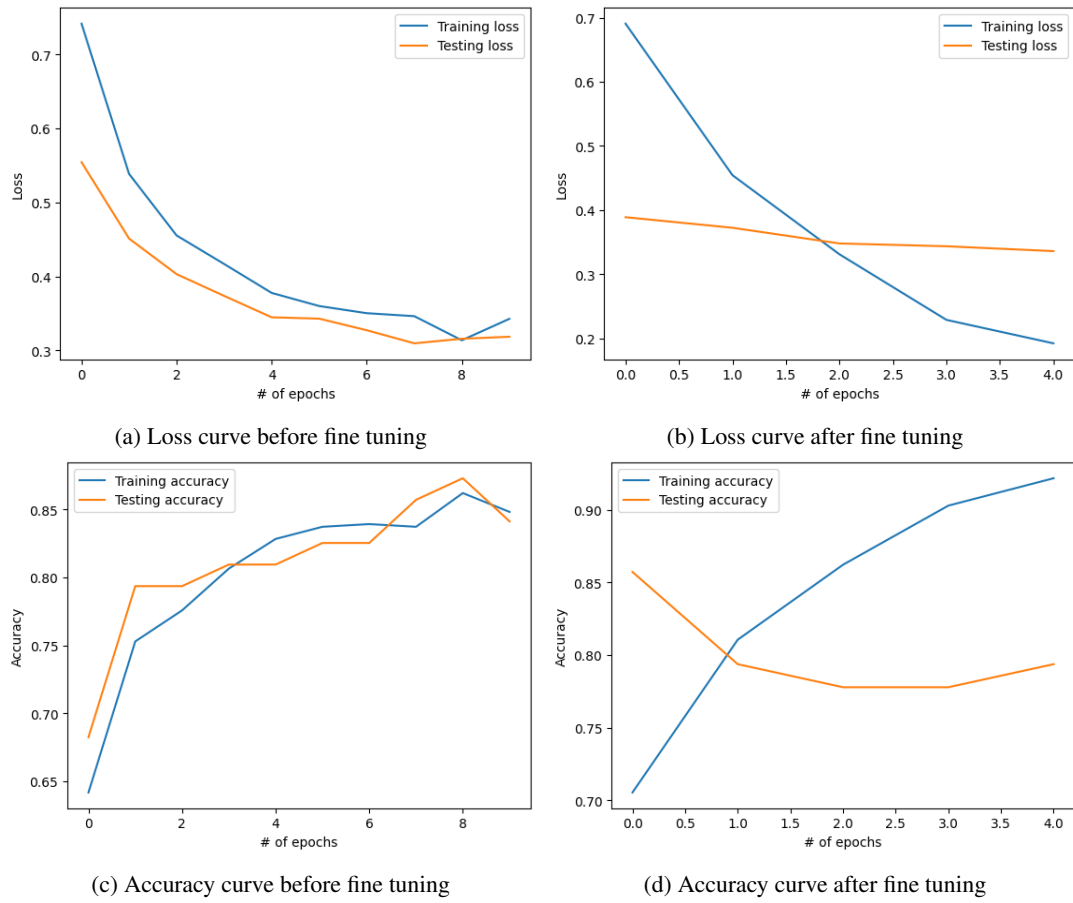 Training loss
Testing loss
0.7
0.6
0.5
0.4
0.3
Loss
0 2 4 6 8
# of epochs
(a) Loss curve before fine tuning
Training loss
Testing loss
0.7
0.6
0.5
0.4
0.3
0.2
Loss
0.0 0.5 1.0 1.5 2.0 2.5 3.0 3.5 4.0
# of epochs
(b) Loss curve after fine tuning
Training accuracy
Testing accuracy
0.85
0.80
0.75
0.70
0.65
Accuracy
0 2 4 6 8
# of epochs
(c) Accuracy curve before fine tuning
Training accuracy
Testing accuracy
0.90
0.85
0.80
0.75
0.70
Accuracy
0.0 0.5 1.0 1.5 2.0 2.5 3.0 3.5 4.0
# of epochs
(d) Accuracy curve after fine tuning